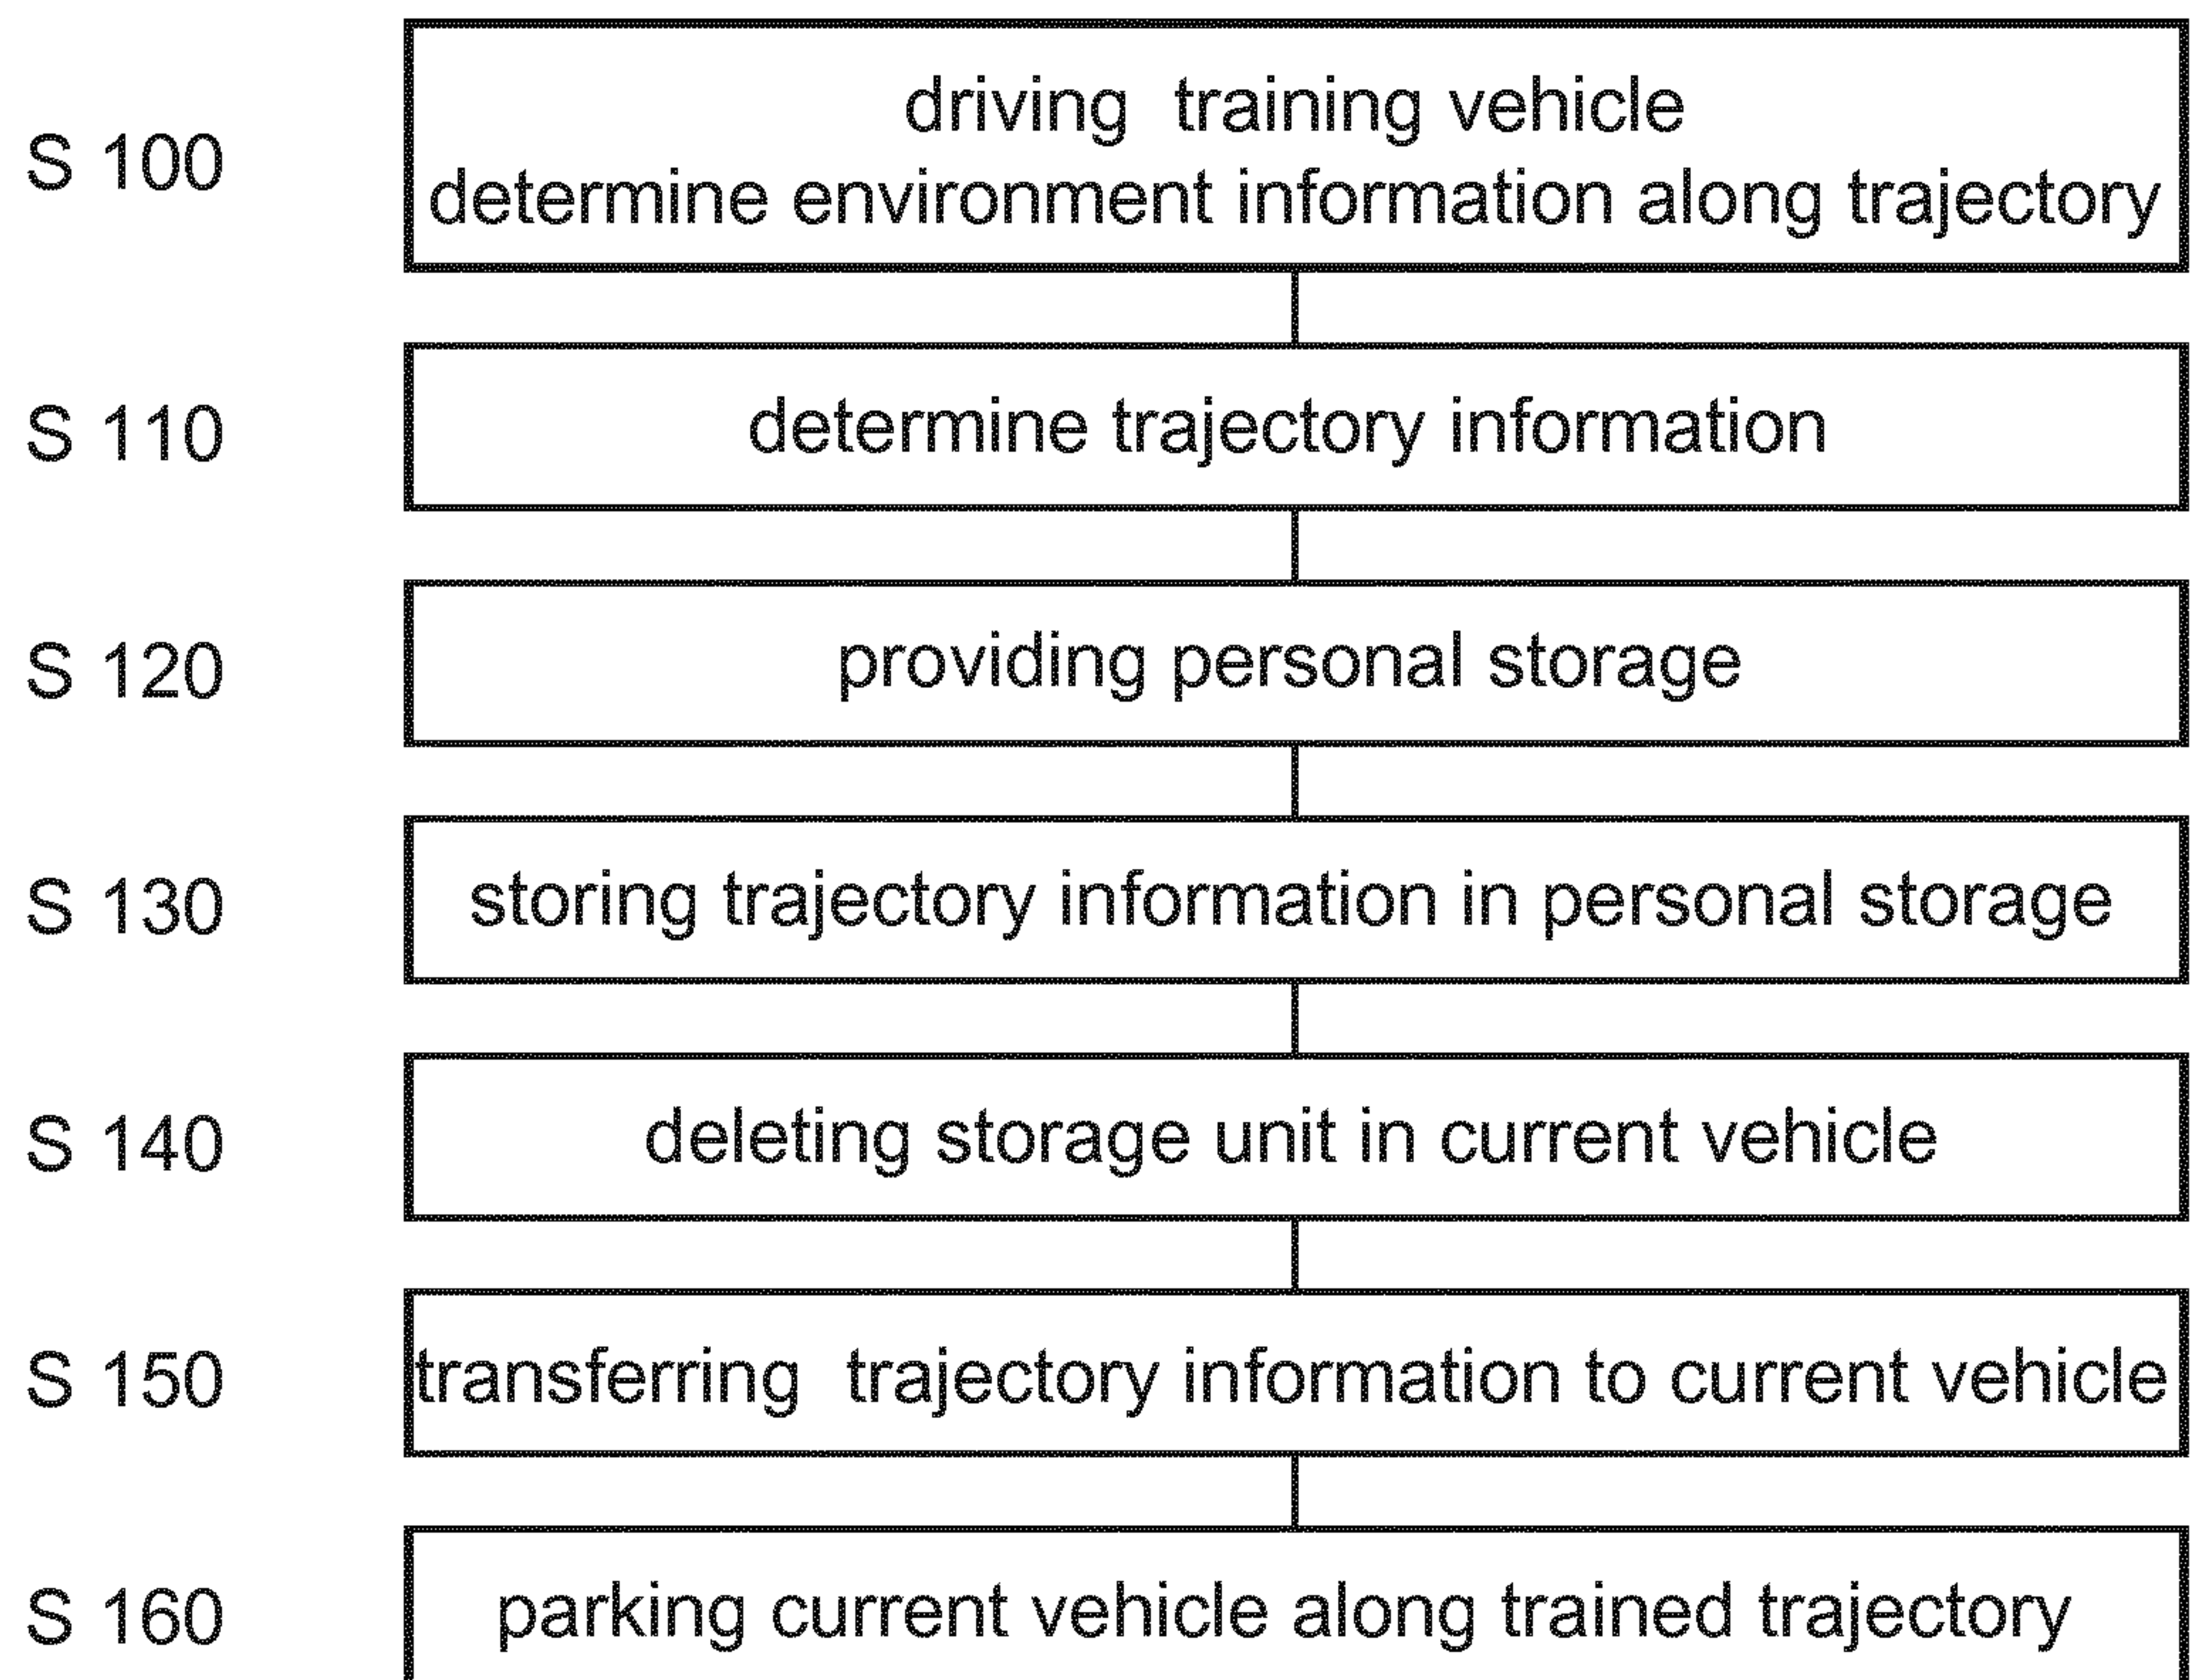 S 100
driving training vehicle
determine environment information along trajectory
S 110
determine trajectory information
S 120
providing personal storage
S 130
storing trajectory information in personal storage
S 140
deleting storage unit in current vehicle
S 150
transferring trajectory information to current vehicle
S 160
parking current vehicle along trained trajectory